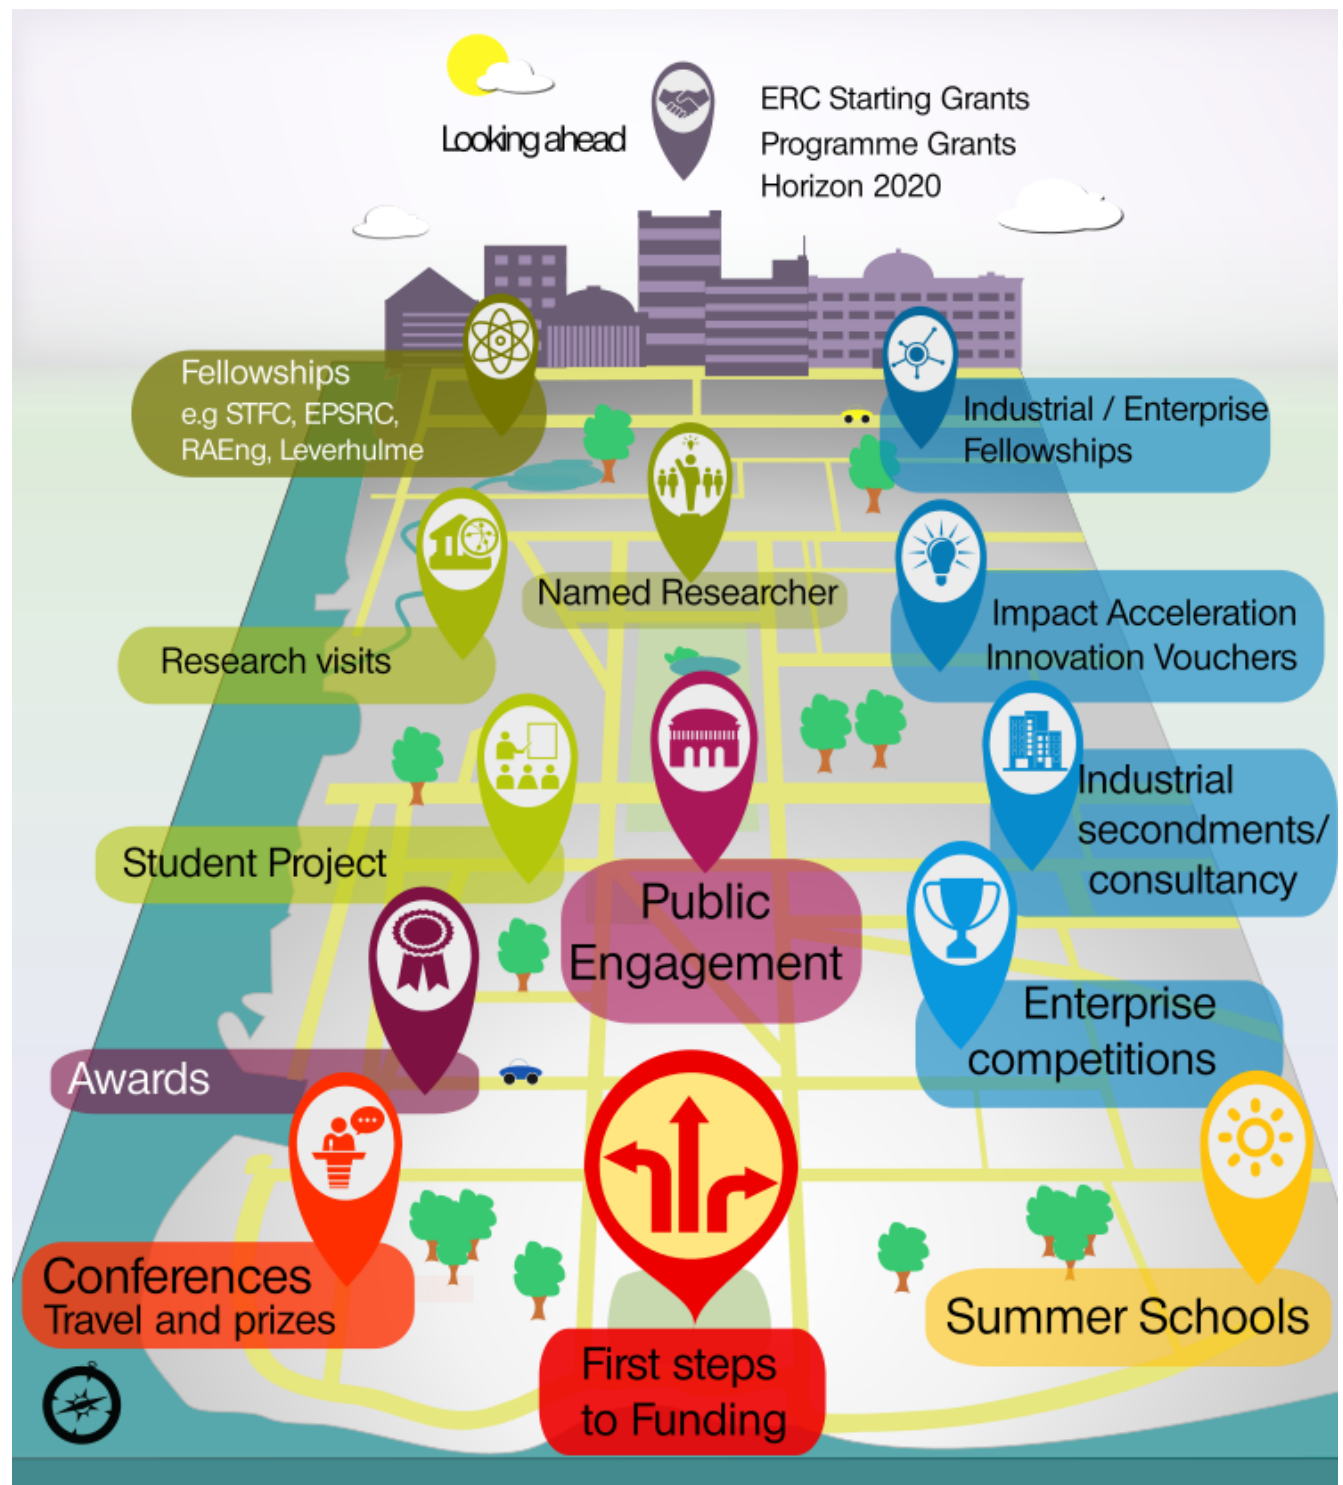 Looking ahead
ERC Starting Grants
Programme Grants
Horizon 2020
Fellowships
e.g STFC, EPSRC,
RAEng, Leverhulme
Industrial / Enterprise
Fellowships
Named Researcher
Impact Acceleration
Innovation Vouchers
Research visits
Industrial
secondments/
consultancy
Student Project
Public
Engagement
Enterprise
competitions
Awards
Conferences
Travel and prizes
Summer Schools
First steps
to Funding